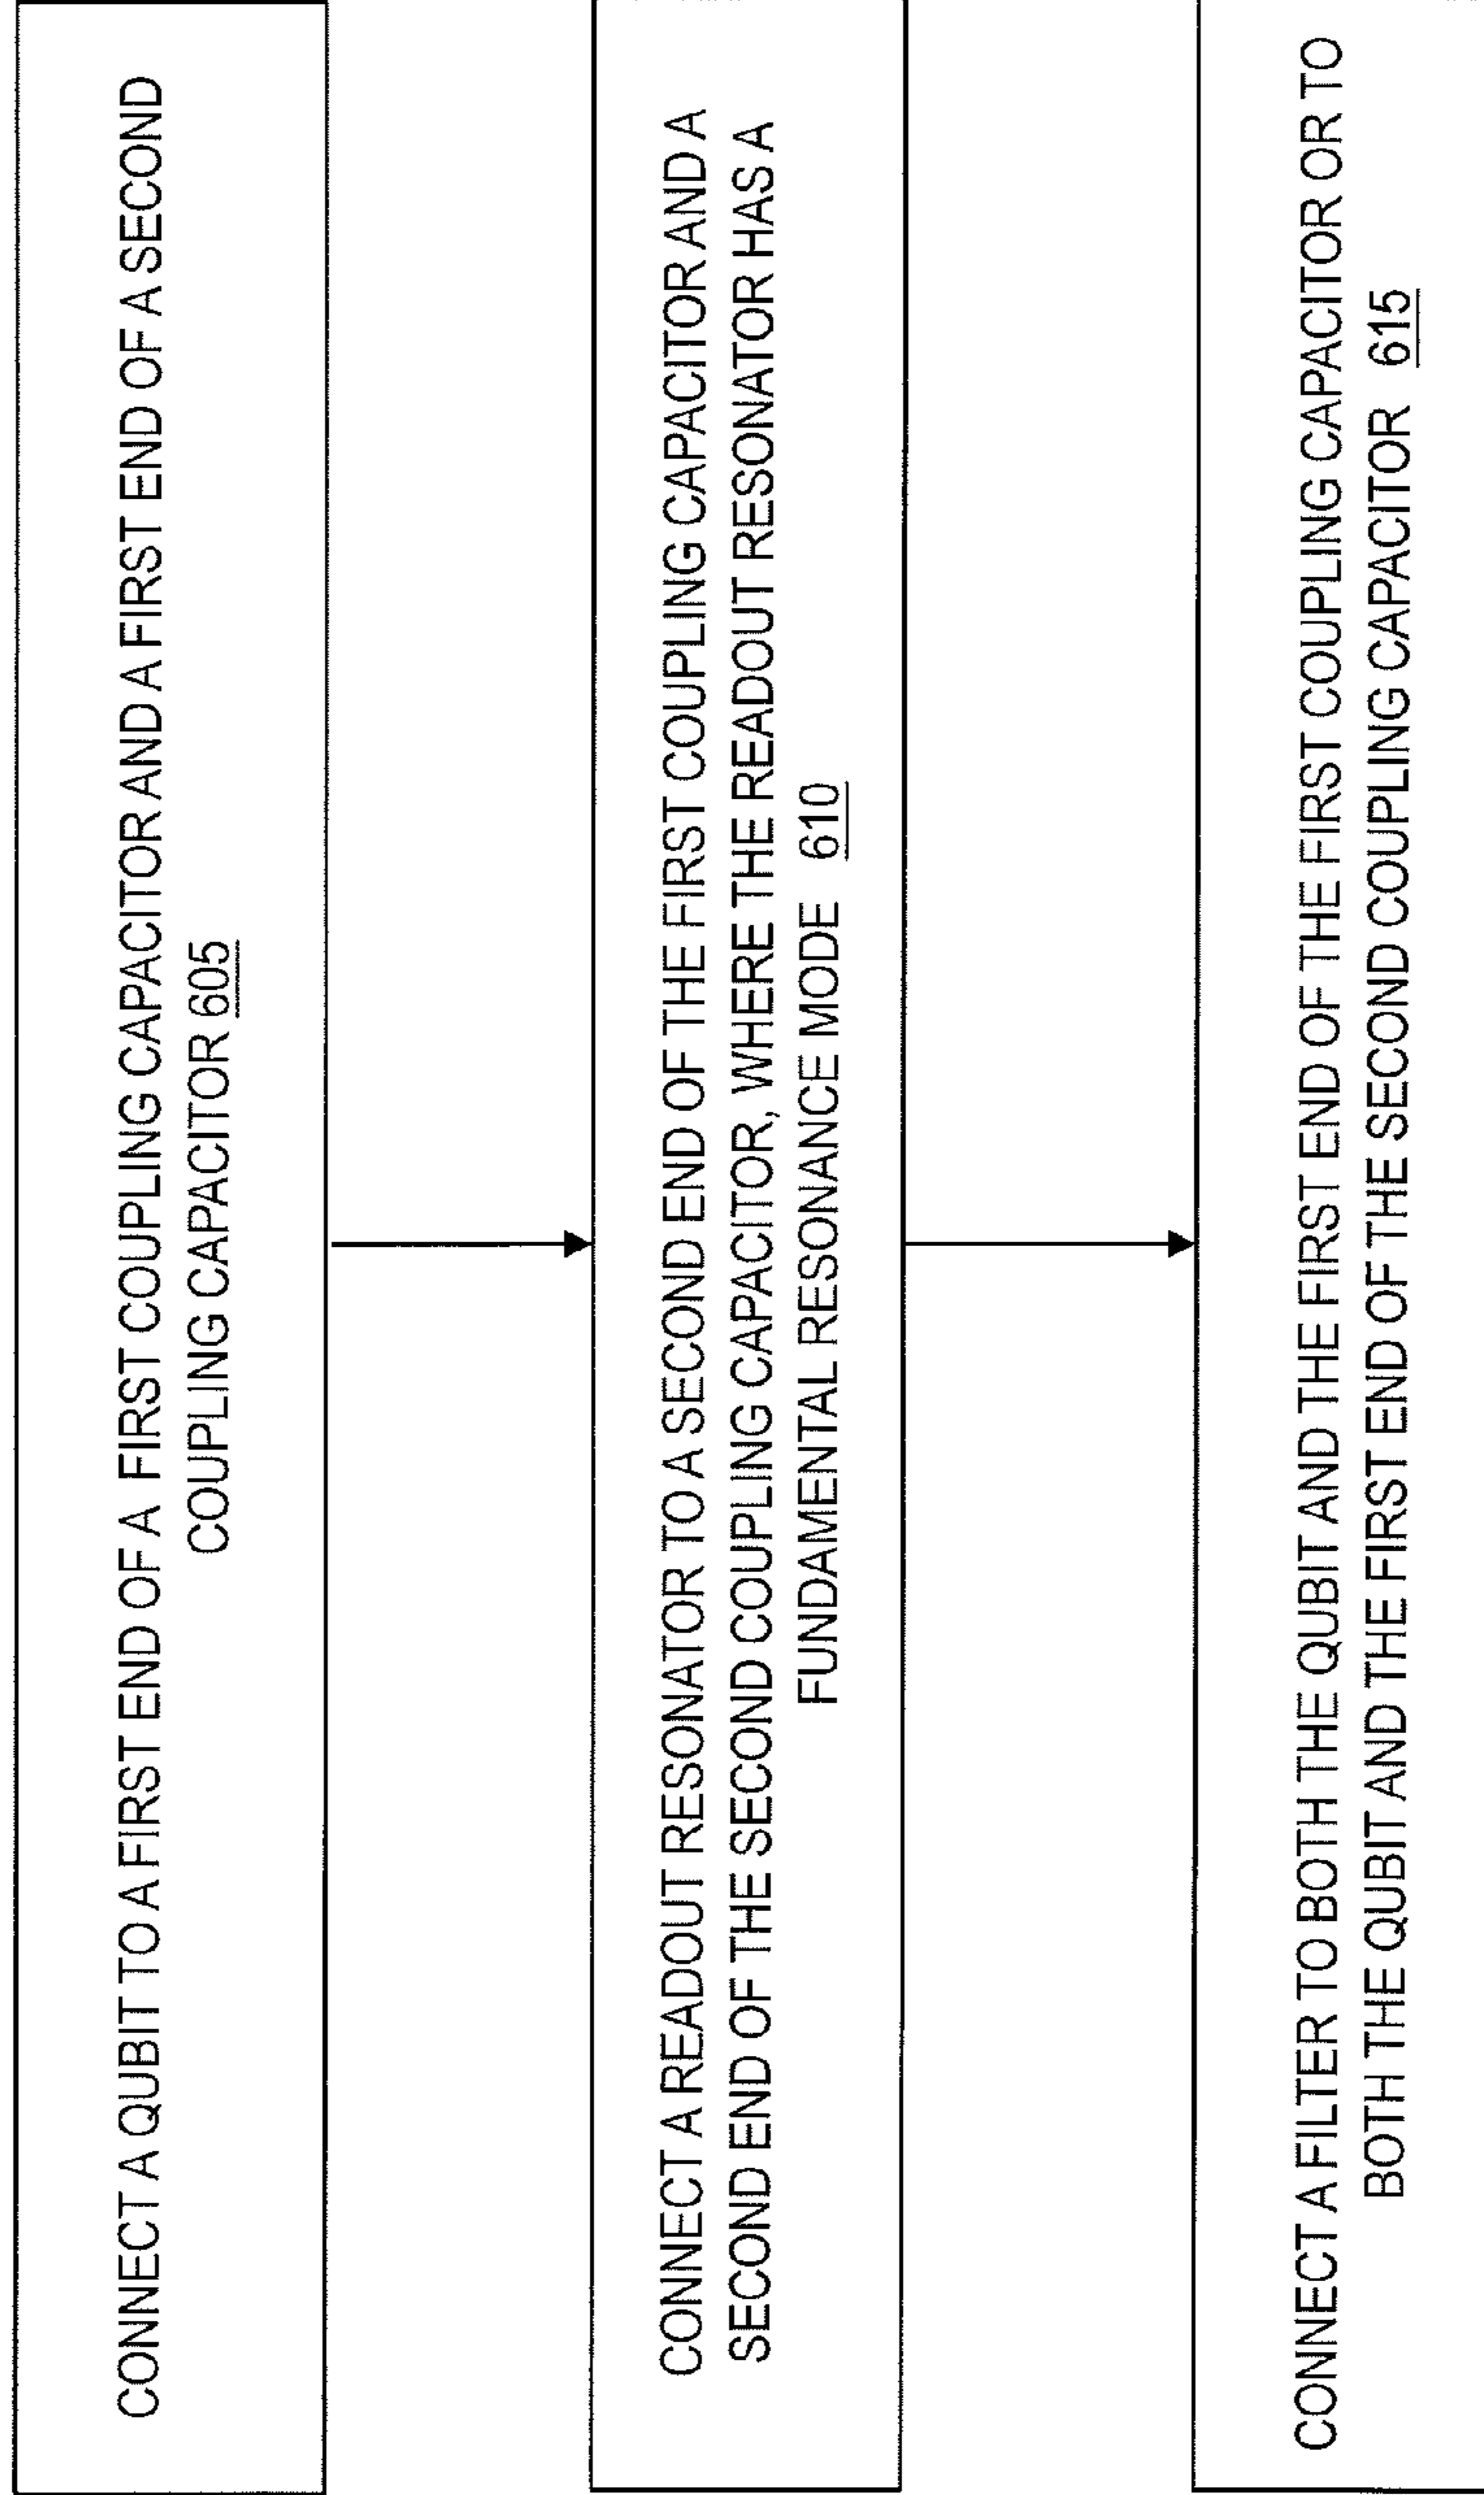 CONNECT A QUBIT TO A FIRST END OF A FIRST COUPLING CAPACITOR AND A FIRST END OF A SECOND
COUPLING CAPACITOR 605
CONNECT A READOUT RESONATOR TO A SECOND END OF THE FIRST COUPLING CAPACITOR AND A
SECOND END OF THE SECOND COUPLING CAPACITOR, WHERE THE READOUT RESONATOR HAS A
FUNDAMENTAL RESONANCE MODE 610
CONNECT A FILTER TO BOTH THE QUBIT AND THE FIRST END OF THE FIRST COUPLING CAPACITOR OR TO
BOTH THE QUBIT AND THE FIRST END OF THE SECOND COUPLING CAPACITOR 615